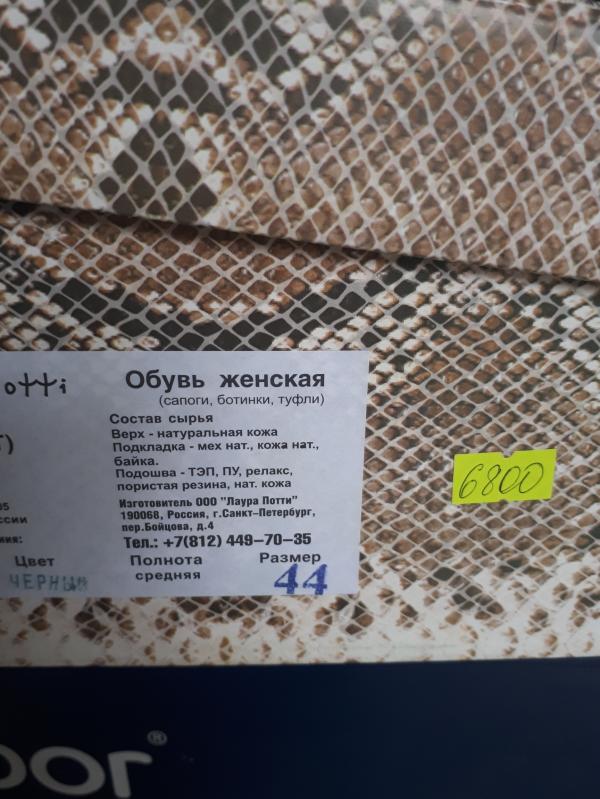 otti
Обувь женская
(сапоги, ботинки, туфли)
Состав сырья
Верх - натуральная кожа
Подкладка - мех нат., кожа нат.,
байка.
Подошва - ТЭП, ПУ, релакс,
пористая резина, нат. кожа
Изготовитель ООО "Лаура Потти"
190068, Россия, г.Санкт-Петербург,
пер.Бойцова, д.4
Тел.: +7(812) 449-70-35
Цвет Полнота Размер
ЧЕРНЫЙ средняя 44
6800
оог®